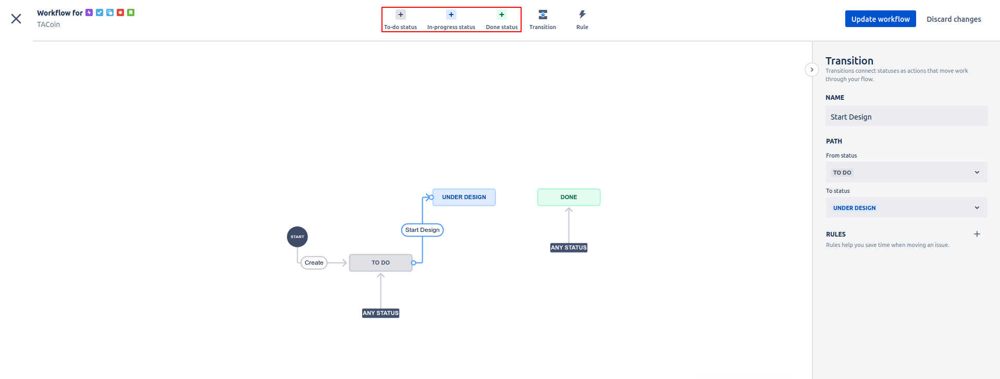 Workflow for
TACoin
To-do status
In-progress status
Done status
Transition
Rule
Update workflow
Discard changes
UNDER DESIGN
DONE
Start Design
START
ANY STATUS
Create
TO DO
ANY STATUS
Transition
Transitions connect statuses as actions that move work
through your flow.
NAME
Start Design
PATH
From status
TO DO
To status
UNDER DESIGN
RULES
Rules help you save time when moving an issue.